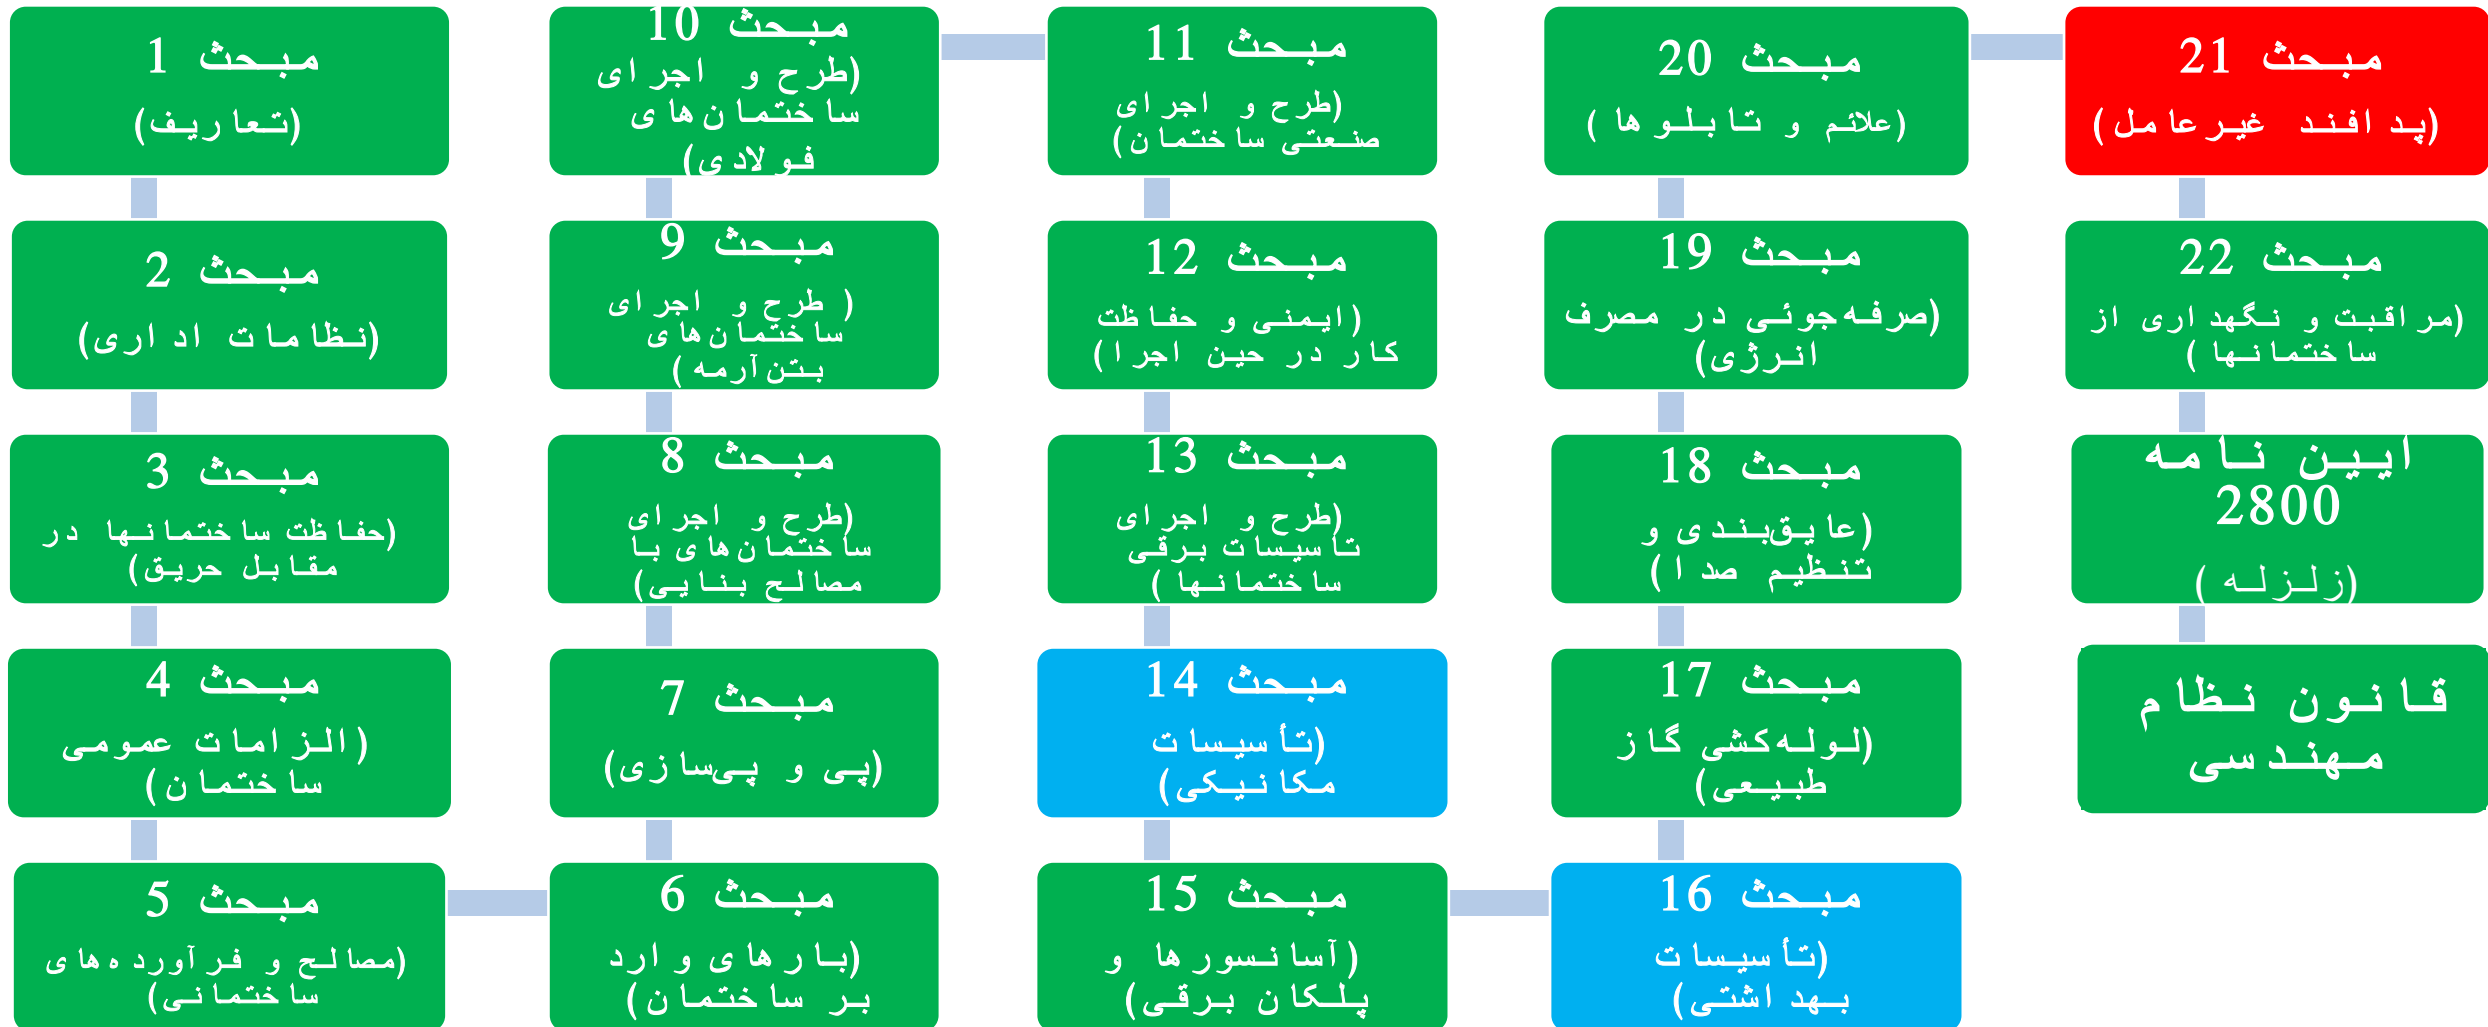 مبحث 1
(تعاریف)
مبحث 2
(نظامات اداری)
مبحث 3
(حفاظت ساختمانها در
مقابل حریق)
مبحث 4
(الزامات عمومی
ساختمان)
مبحث 5
(مصالح و فرآورده‌های
ساختمانی)
مبحث 6
(بارهای وارد
بر ساختمان)
مبحث 7
(پی و پی‌سازی)
مبحث 8
(طرح و اجرای
ساختمان‌های با
مصالح بنایی)
مبحث 9
( طرح و اجرای
ساختمان‌های
بتن‌آرمه)
مبحث 10
(طرح و اجرای
ساختمان‌های
فولادی)
مبحث 11
(طرح و اجرای
صنعتی ساختمان)
مبحث 12
(ایمنی و حفاظت
کار در حین اجرا)
مبحث 13
(طرح و اجرای
تاسیسات برقی
ساختمانها)
مبحث 14
(تأسیسات
مکانیکی)
مبحث 15
(آسانسورها و
پلکان برقی)
مبحث 16
(تأسیسات
بهداشتی)
مبحث 17
(لوله‌کشی گاز
طبیعی)
مبحث 18
(عایق‌بندی و
تنظیم صدا)
مبحث 19
(صرفه‌جوئی در مصرف
انرژی)
مبحث 20
(علائم و تابلوها)
مبحث 21
(پدافند غیرعامل)
مبحث 22
(مراقبت و نگهداری از
ساختمانها)
ایین نامه
2800
(زلزله)
قانون نظام
مهندسی